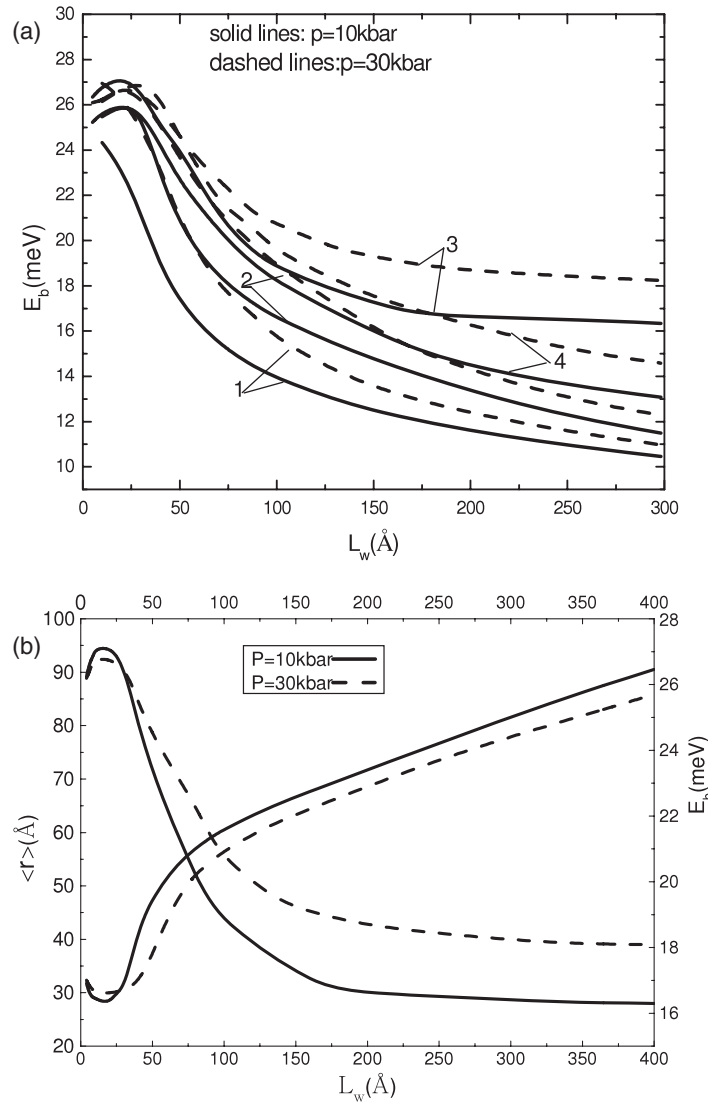 (a)
30
28
26
24
22
20
18
16
14
12
10
E_b(meV)
solid lines: p=10kbar
dashed lines:p=30kbar
3
2
4
1
0 50 100 150 200 250 300
L_w(Å)
(b)
0 50 100 150 200 250 300 350 400
100
90
80
70
60
50
40
30
20
<r>(Å)
P=10kbar
P=30kbar
28
26
24
22
20
18
16
E_b(meV)
0 50 100 150 200 250 300 350 400
L_w(Å)